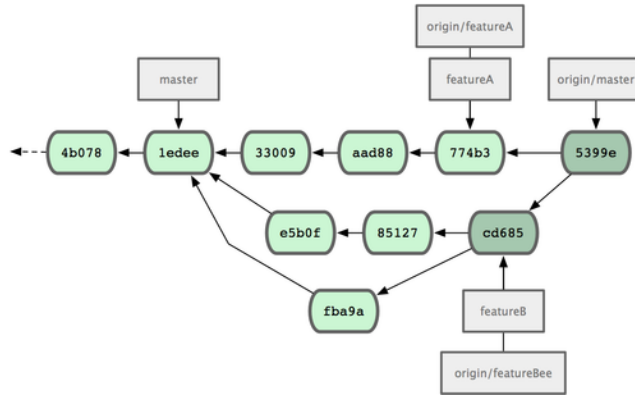 origin/featureA
master
featureA
origin/master
4b078
1edee
33009
aad88
774b3
5399e
e5b0f
85127
cd685
fba9a
featureB
origin/featureBee